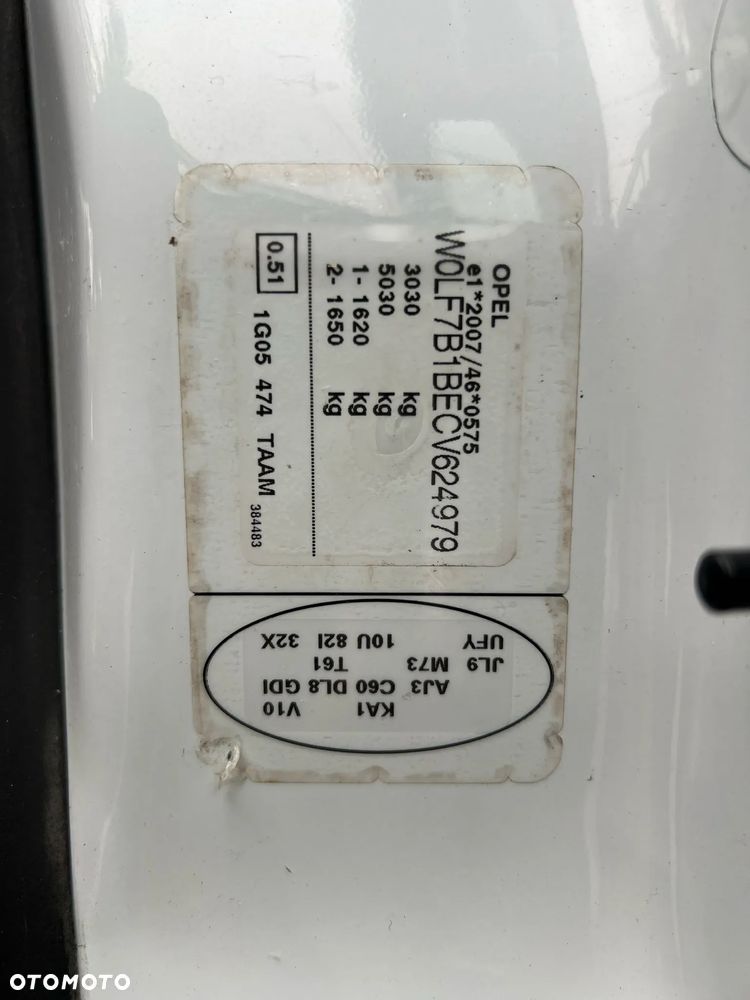 OPEL
e1*2007/46*0575
W0LF7B1BECV624979
3030 kg
5030 kg
1- 1620 kg
2- 1650 kg
0.51 1G05 474 TAAM 384483
KA1 V10
AJ3 C60 DL8 GDI
JL9 M73 T61
UFY 10U 82I 32X
OTOMOTO